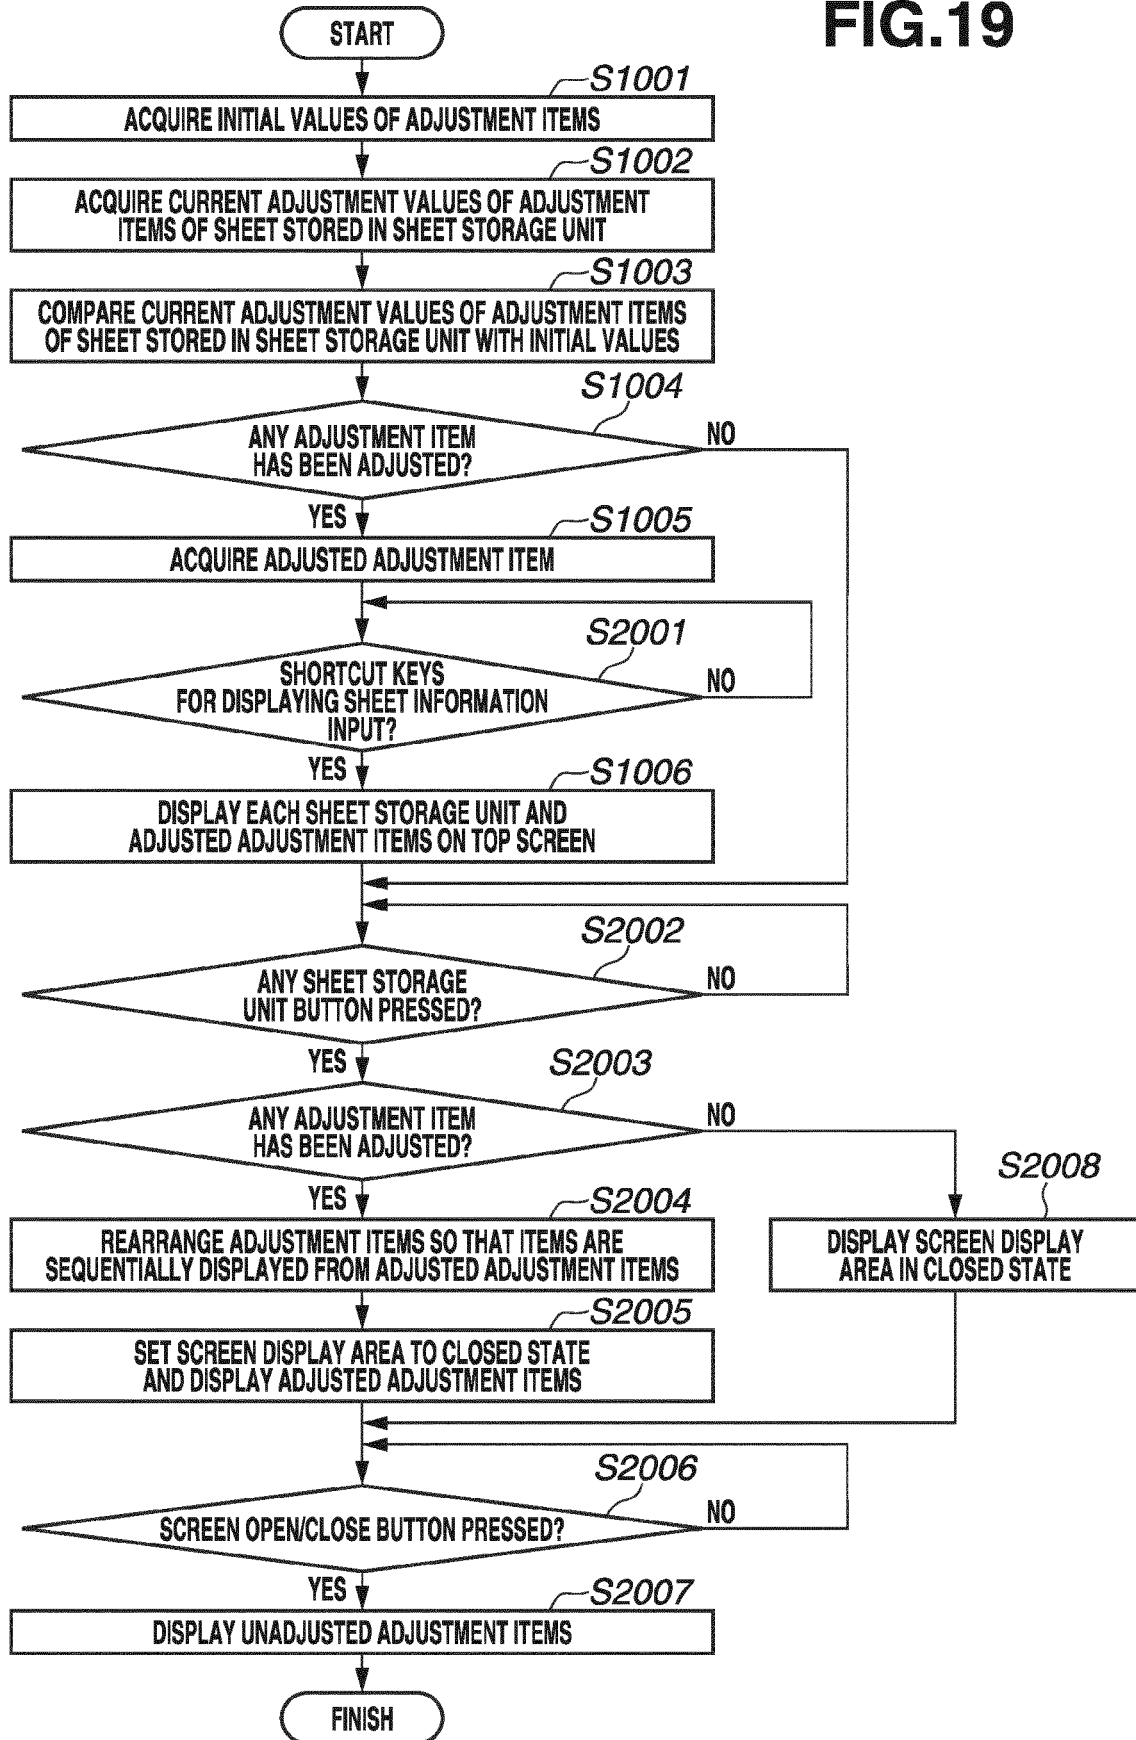 FIG.19
START
S1001
ACQUIRE INITIAL VALUES OF ADJUSTMENT ITEMS
S1002
ACQUIRE CURRENT ADJUSTMENT VALUES OF ADJUSTMENT
ITEMS OF SHEET STORED IN SHEET STORAGE UNIT
S1003
COMPARE CURRENT ADJUSTMENT VALUES OF ADJUSTMENT ITEMS
OF SHEET STORED IN SHEET STORAGE UNIT WITH INITIAL VALUES
S1004
ANY ADJUSTMENT ITEM
HAS BEEN ADJUSTED?
NO
YES
S1005
ACQUIRE ADJUSTED ADJUSTMENT ITEM
S2001
SHORTCUT KEYS
FOR DISPLAYING SHEET INFORMATION
INPUT?
NO
YES
S1006
DISPLAY EACH SHEET STORAGE UNIT AND
ADJUSTED ADJUSTMENT ITEMS ON TOP SCREEN
S2002
ANY SHEET STORAGE
UNIT BUTTON PRESSED?
NO
YES
S2003
ANY ADJUSTMENT ITEM
HAS BEEN ADJUSTED?
NO
YES
S2004
REARRANGE ADJUSTMENT ITEMS SO THAT ITEMS ARE
SEQUENTIALLY DISPLAYED FROM ADJUSTED ADJUSTMENT ITEMS
S2008
DISPLAY SCREEN DISPLAY
AREA IN CLOSED STATE
S2005
SET SCREEN DISPLAY AREA TO CLOSED STATE
AND DISPLAY ADJUSTED ADJUSTMENT ITEMS
S2006
SCREEN OPEN/CLOSE BUTTON PRESSED?
NO
YES
S2007
DISPLAY UNADJUSTED ADJUSTMENT ITEMS
FINISH